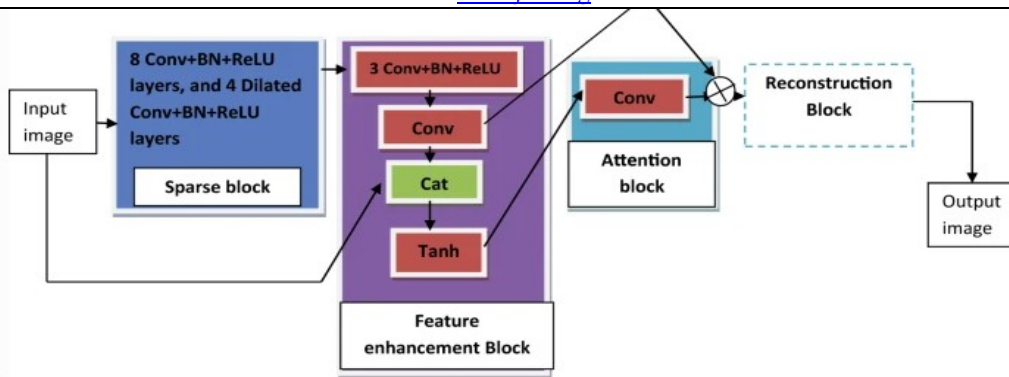 Input
image
8 Conv+BN+ReLU
layers, and 4 Dilated
Conv+BN+ReLU
layers
Sparse block
3 Conv+BN+ReLU
Conv
Cat
Tanh
Feature
enhancement Block
Conv
Attention
block
Reconstruction
Block
Output
image